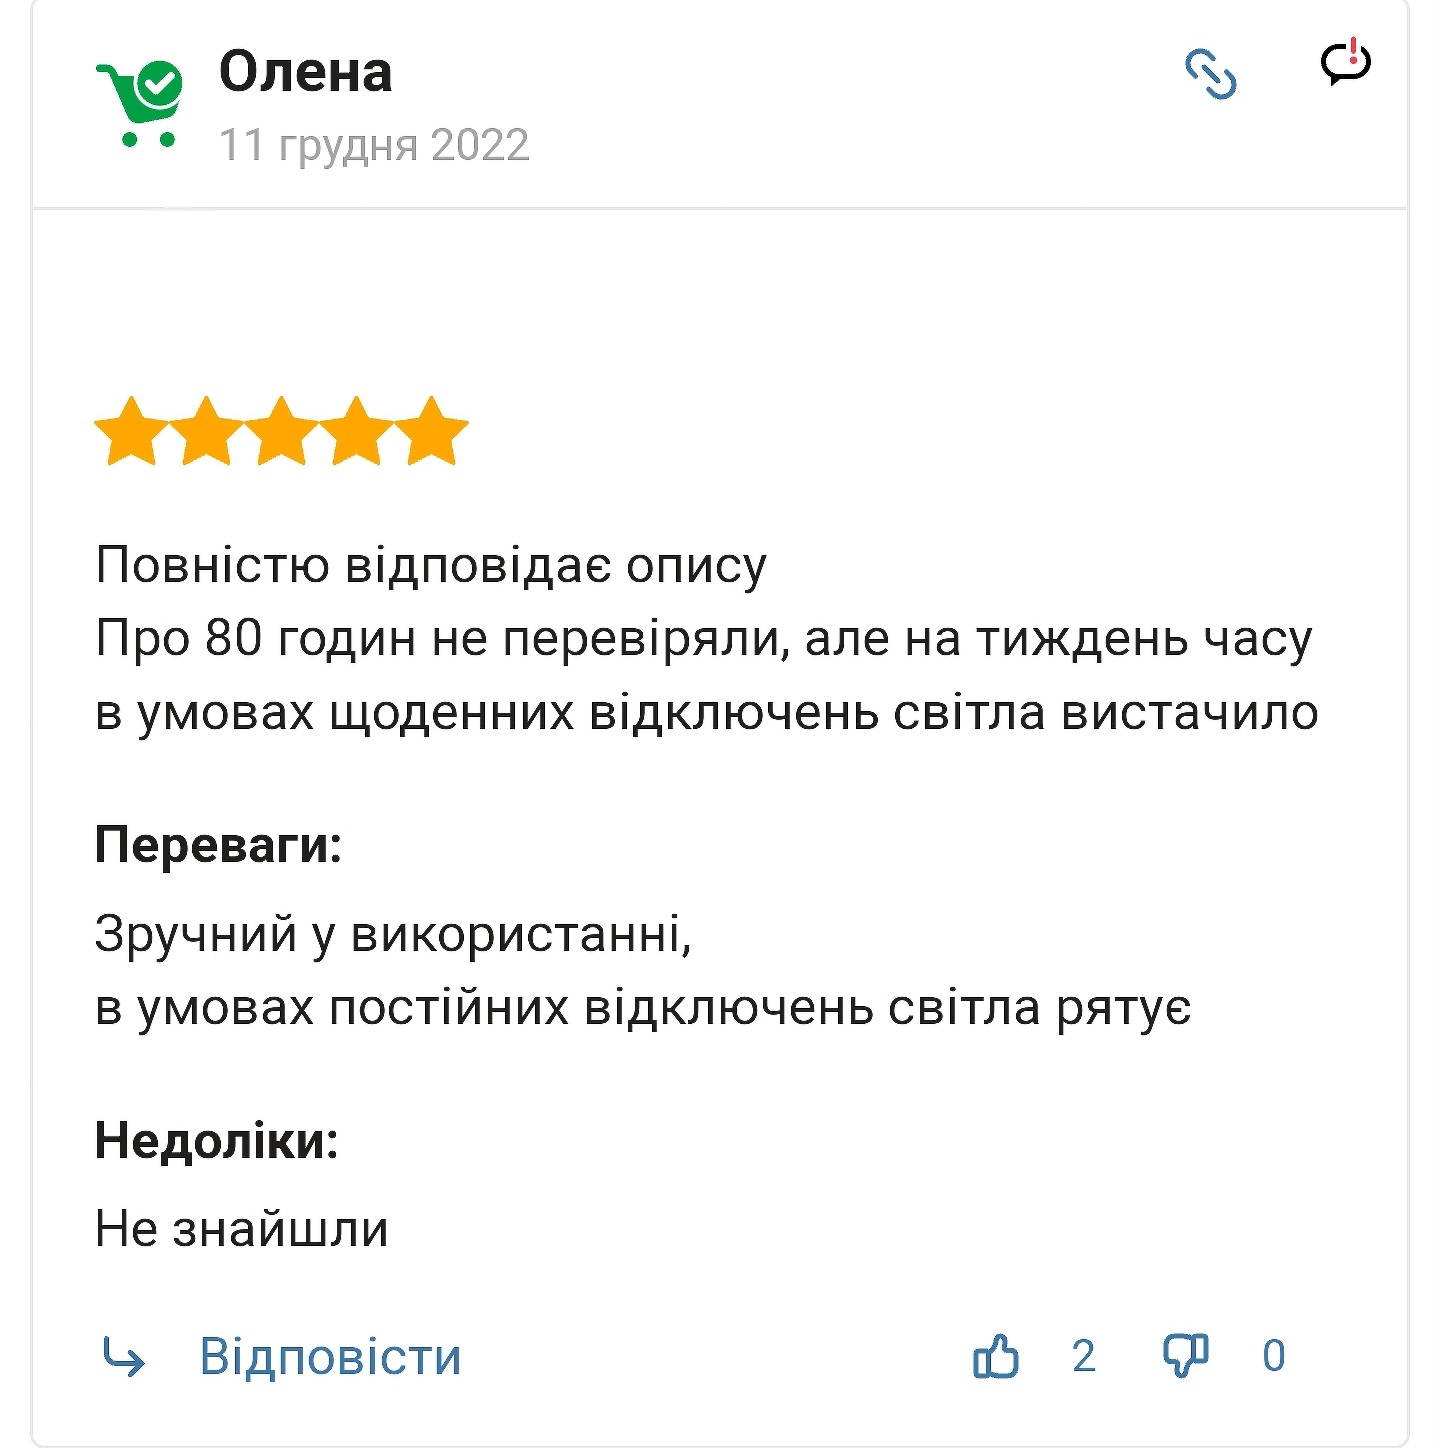 Олена
11 грудня 2022
Повністю відповідає опису
Про 80 годин не перевіряли, але на тиждень часу
в умовах щоденних відключень світла вистачило
Переваги:
Зручний у використанні,
в умовах постійних відключень світла рятує
Недоліки:
Не знайшли
Відповісти 2 0